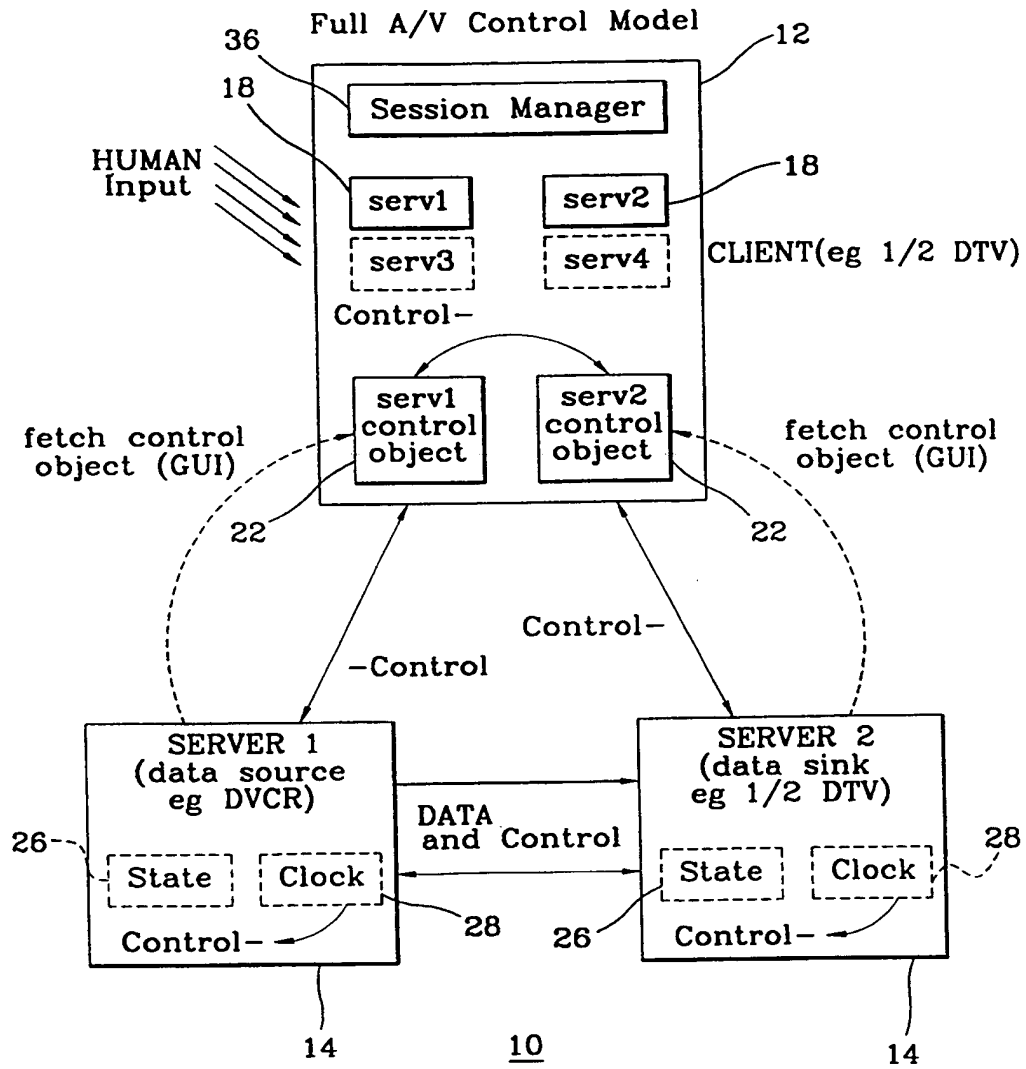 Full A/V Control Model
36
12
18
Session Manager
HUMAN
Input
serv1
serv2
18
serv3
serv4
CLIENT(eg 1/2 DTV)
Control-
serv1
control
object
serv2
control
object
fetch control
object (GUI)
fetch control
object (GUI)
22
22
Control-
-Control
SERVER 1
(data source
eg DVCR)
SERVER 2
(data sink
eg 1/2 DTV)
DATA
and Control
26
State
Clock
28
Control-
State
Clock
28
26
Control-
14
10
14